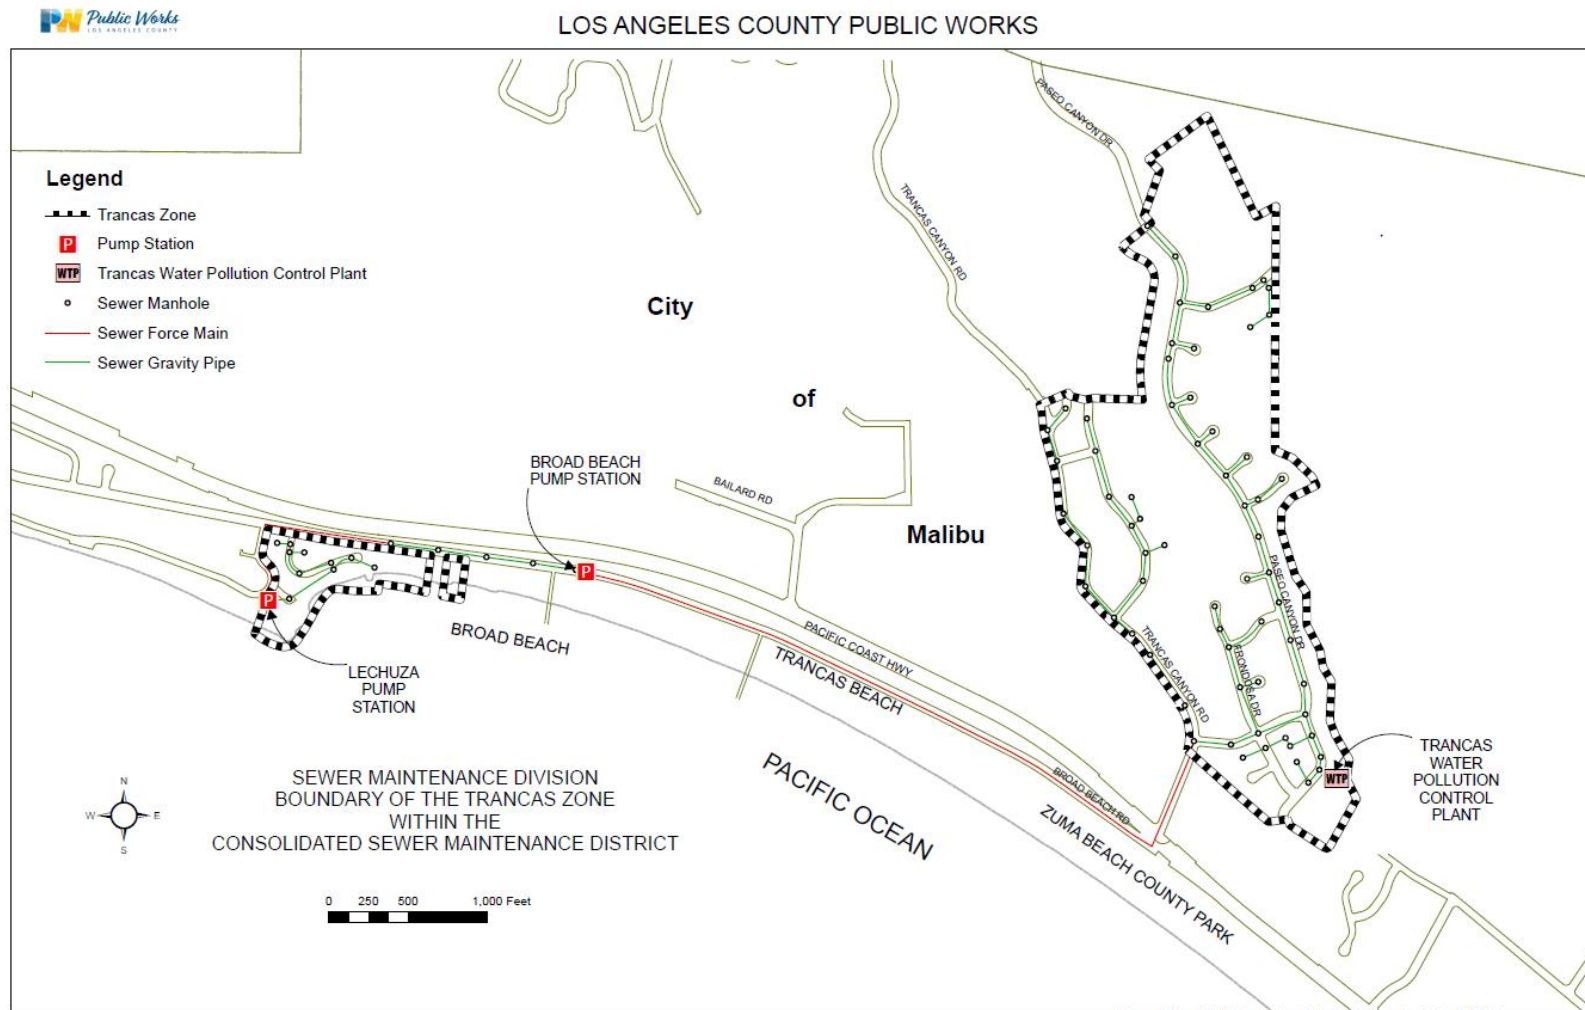 Public Works
LOS ANGELES COUNTY
LOS ANGELES COUNTY PUBLIC WORKS
Legend
Trancas Zone
P
Pump Station
WTP
Trancas Water Pollution Control Plant
Sewer Manhole
Sewer Force Main
Sewer Gravity Pipe
PASEO CANYON DR
TRANCAS CANYON RD
City
of
Malibu
BROAD BEACH
PUMP STATION
BAILARD RD
P
P
BROAD BEACH
LECHUZA
PUMP
STATION
PACIFIC COAST HWY
TRANCAS BEACH
PACIFIC OCEAN
BROAD BEACH RD
ZUMA BEACH COUNTY PARK
TRANCAS CANYON RD
PASEO CANYON DR
FRONDOSA DR
WTP
TRANCAS
WATER
POLLUTION
CONTROL
PLANT
N
W
E
S
SEWER MAINTENANCE DIVISION
BOUNDARY OF THE TRANCAS ZONE
WITHIN THE
CONSOLIDATED SEWER MAINTENANCE DISTRICT
0 250 500 1,000 Feet